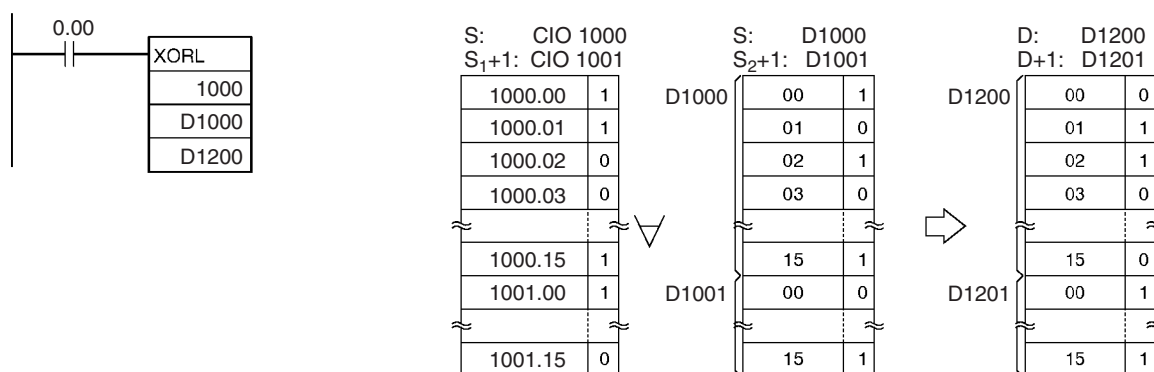 0.00
XORL
1000
D1000
D1200
S: CIO 1000
S1+1: CIO 1001
1000.00 1
1000.01 1
1000.02 0
1000.03 0
1000.15 1
1001.00 1
1001.15 0
S: D1000
S2+1: D1001
D1000 00 1
01 0
02 1
03 0
15 1
D1001 00 0
15 1
D: D1200
D+1: D1201
D1200 00 0
01 1
02 1
03 0
15 0
D1201 00 1
15 1